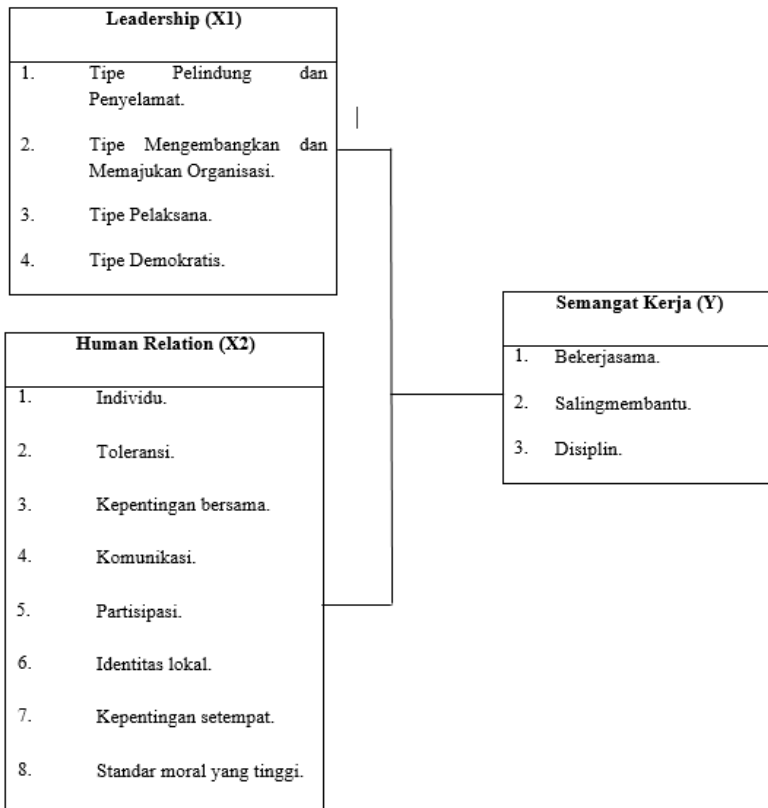 Leadership (X1)
1. Tipe Pelindung dan
Penyelamat.
2. Tipe Mengembangkan dan
Memajukan Organisasi.
3. Tipe Pelaksana.
4. Tipe Demokratis.
Human Relation (X2)
1. Individu.
2. Toleransi.
3. Kepentingan bersama.
4. Komunikasi.
5. Partisipasi.
6. Identitas lokal.
7. Kepentingan setempat.
8. Standar moral yang tinggi.
Semangat Kerja (Y)
1. Bekerjasama.
2. Salingmembantu.
3. Disiplin.